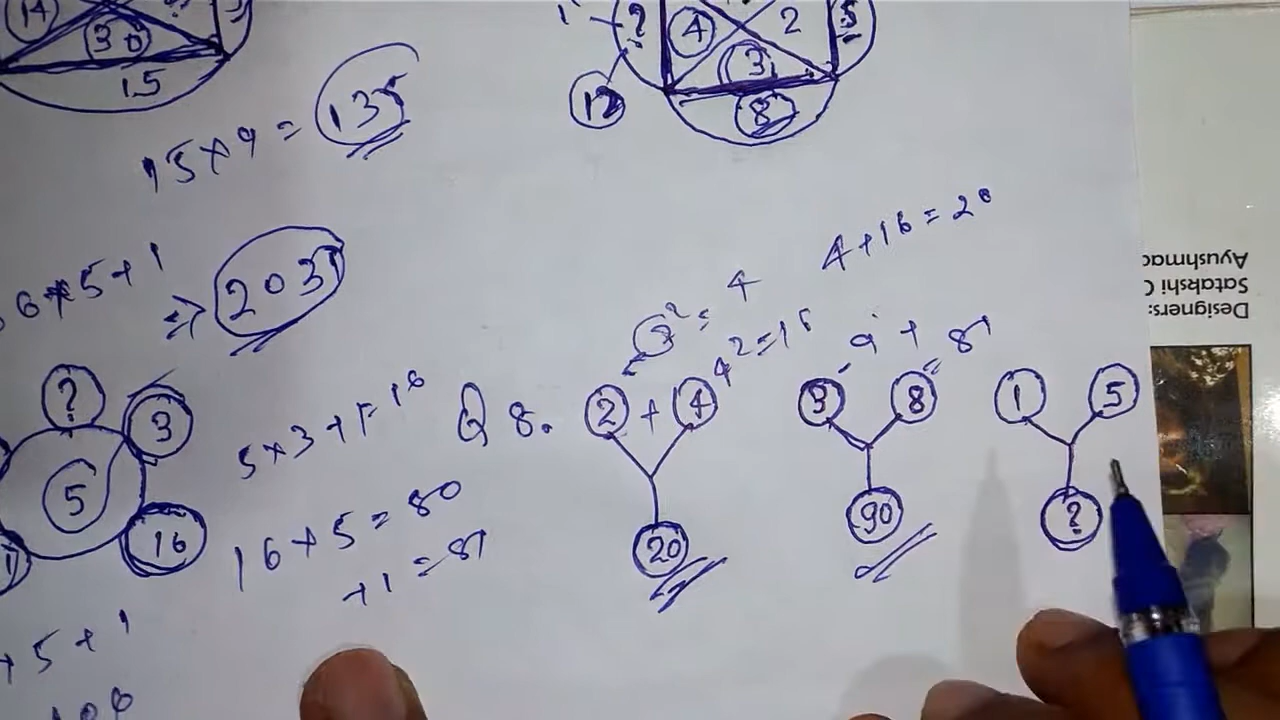 14
30
15
?
4
2
5
3
8
12
15 × 9 = 135
6 × 5 + 1
⇒ 2031
4 + 16 = 20
2² = 4
4² = 16
9 + 81
?
3
5
16
5 × 3 + 1 = 16
16 × 5 = 80
+ 1 = 81
Q 8.
2 + 4
20
8
90
1 5
?
+ 5 + 1
Designers:
Satakshi
Ayushma